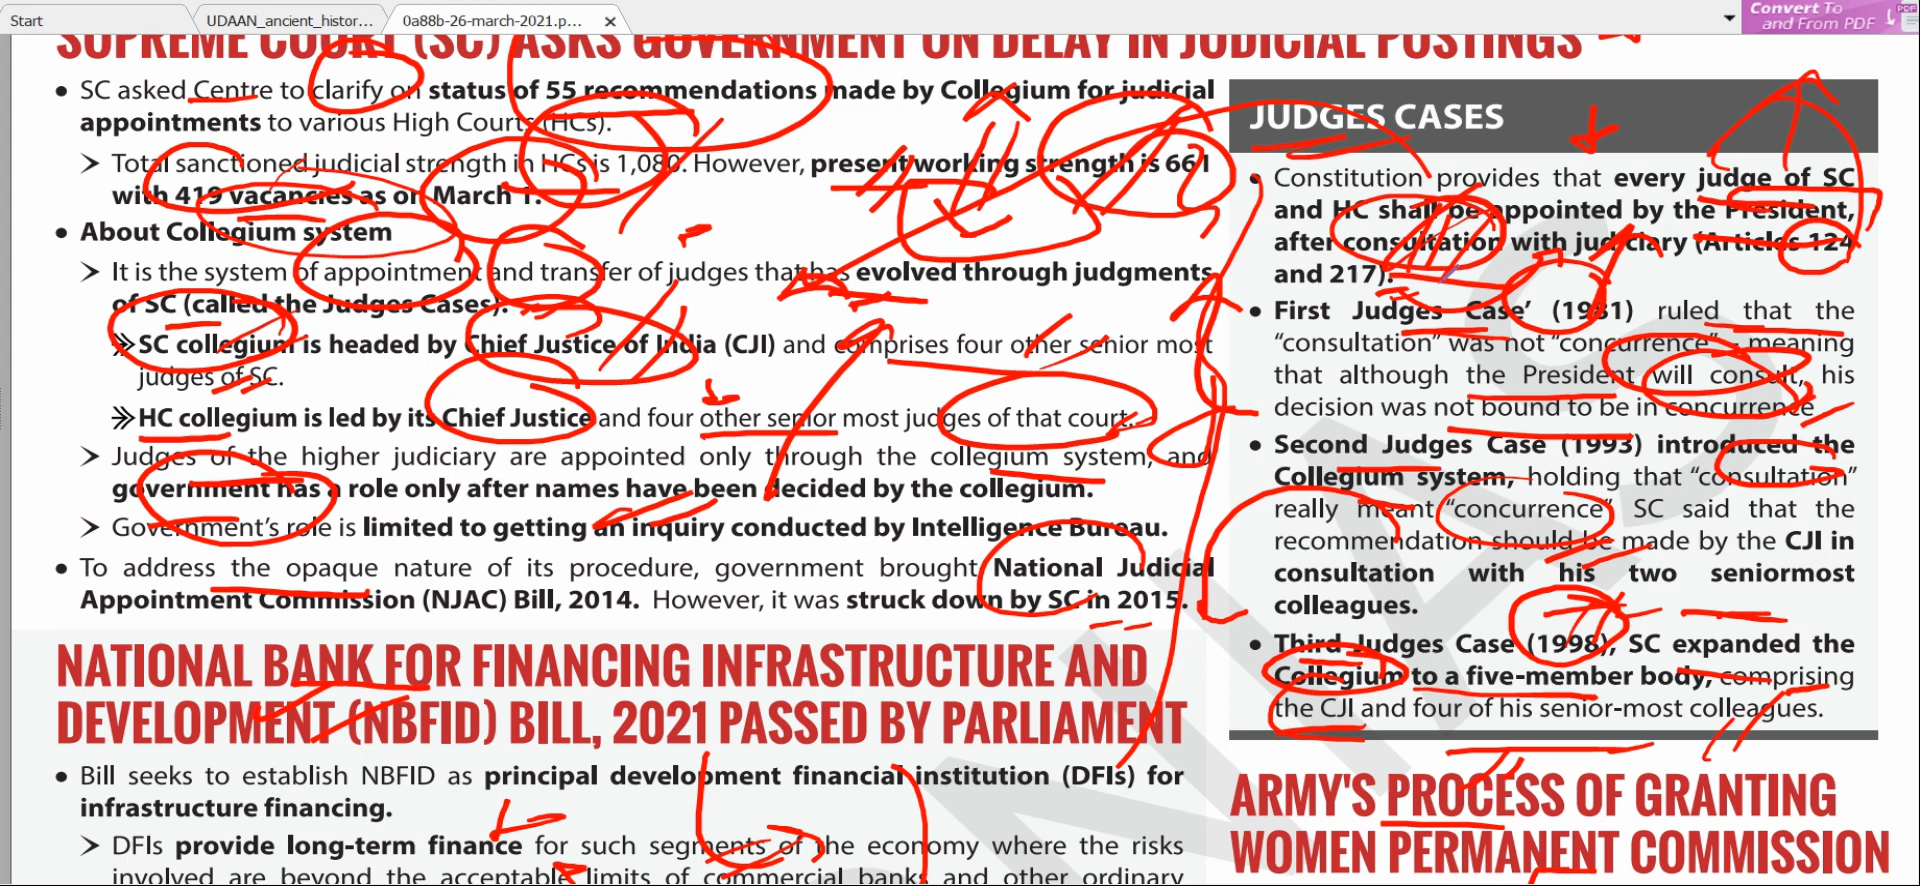 Start
UDAAN_ancient_histor...
0a88b-26-march-2021.p...
Convert To
and From PDF
PDF
SUPREME COURT (SC) ASKS GOVERNMENT ON DELAY IN JUDICIAL POSTINGS
• SC asked Centre to clarify on status of 55 recommendations made by Collegium for judicial
appointments to various High Courts (HCs).
➤ Total sanctioned judicial strength in HCs is 1,080. However, present working strength is 661
with 419 vacancies as on March 1.
• About Collegium system
➤ It is the system of appointment and transfer of judges that has evolved through judgments
of SC (called the Judges Cases).
SC collegium is headed by Chief Justice of India (CJI) and comprises four other senior most
judges of SC.
HC collegium is led by its Chief Justice and four other senior most judges of that court.
➤ Judges of the higher judiciary are appointed only through the collegium system, and
government has a role only after names have been decided by the collegium.
➤ Government's role is limited to getting an inquiry conducted by Intelligence Bureau.
• To address the opaque nature of its procedure, government brought National Judicial
Appointment Commission (NJAC) Bill, 2014. However, it was struck down by SC in 2015.
NATIONAL BANK FOR FINANCING INFRASTRUCTURE AND
DEVELOPMENT (NBFID) BILL, 2021 PASSED BY PARLIAMENT
• Bill seeks to establish NBFID as principal development financial institution (DFIs) for
infrastructure financing.
➤ DFIs provide long-term finance for such segments of the economy where the risks
involved are beyond the acceptable limits of commercial banks and other ordinary
JUDGES CASES
• Constitution provides that every judge of SC
and HC shall be appointed by the President,
after consultation with judiciary (Articles 124
and 217).
• First Judges Case' (1981) ruled that the
"consultation" was not "concurrence" - meaning
that although the President will consult, his
decision was not bound to be in concurrence
• Second Judges Case (1993) introduced the
Collegium system, holding that "consultation"
really meant "concurrence" SC said that the
recommendation should be made by the CJI in
consultation with his two seniormost
colleagues.
• Third Judges Case (1998), SC expanded the
Collegium to a five-member body, comprising
the CJI and four of his senior-most colleagues.
ARMY'S PROCESS OF GRANTING
WOMEN PERMANENT COMMISSION